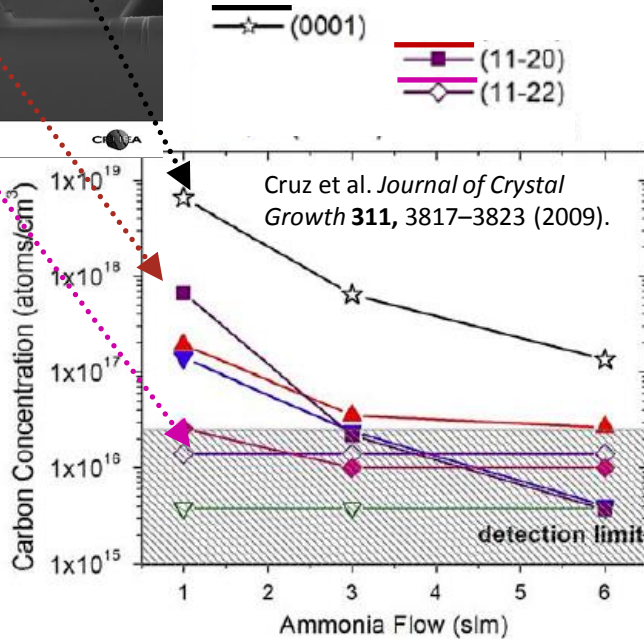 (0001)
(11-20)
(11-22)
Cruz et al. Journal of Crystal
Growth 311, 3817–3823 (2009).
Carbon Concentration (atoms/cm³)
1x10¹⁹
1x10¹⁸
1x10¹⁷
1x10¹⁶
1x10¹⁵
detection limit
1 2 3 4 5 6
Ammonia Flow (slm)